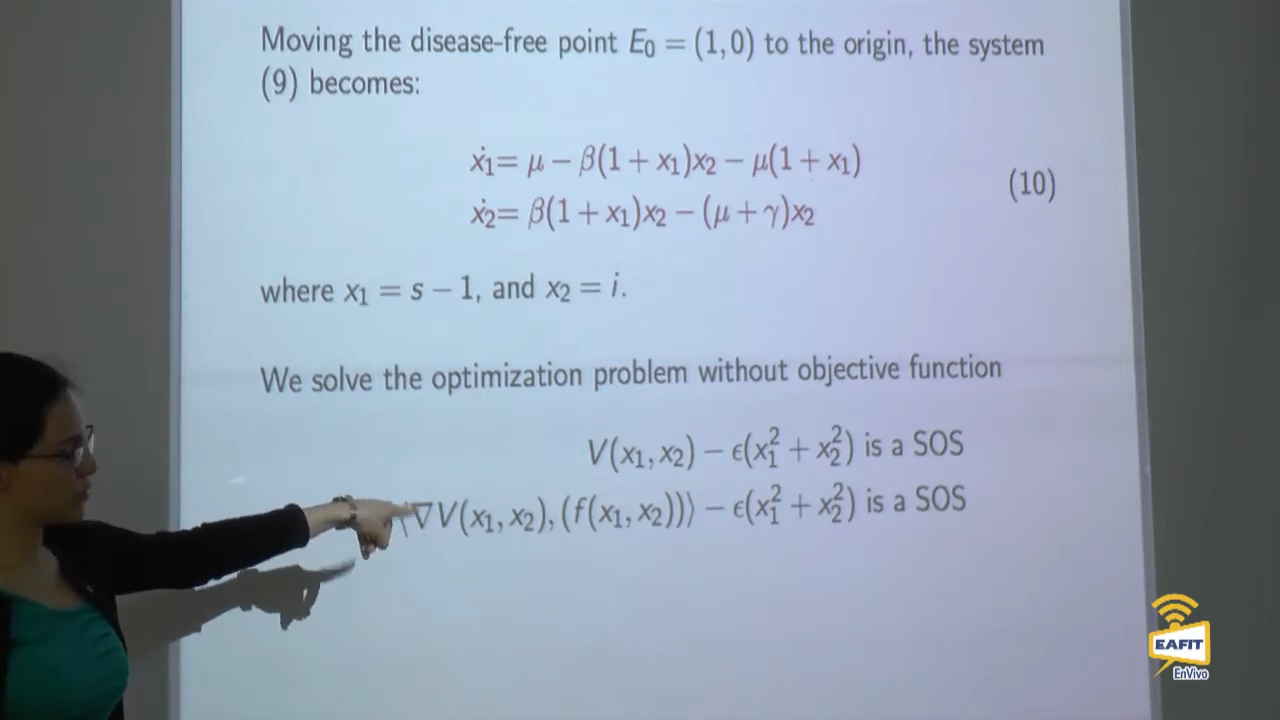 Moving the disease-free point E₀ = (1, 0) to the origin, the system
(9) becomes:
ẋ₁= μ − β(1 + x₁)x₂ − μ(1 + x₁)
ẋ₂= β(1 + x₁)x₂ − (μ + γ)x₂
(10)
where x₁ = s − 1, and x₂ = i.
We solve the optimization problem without objective function
V(x₁, x₂) − ϵ(x₁² + x₂²) is a SOS
⟨∇V(x₁, x₂), (f(x₁, x₂))⟩ − ϵ(x₁² + x₂²) is a SOS
EAFIT
EnVivo